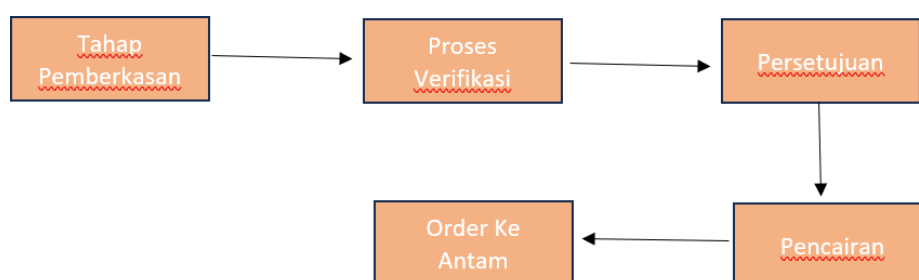 Tahap
Pemberkasan
Proses
Verifikasi
Persetujuan
Pencairan
Order Ke
Antam